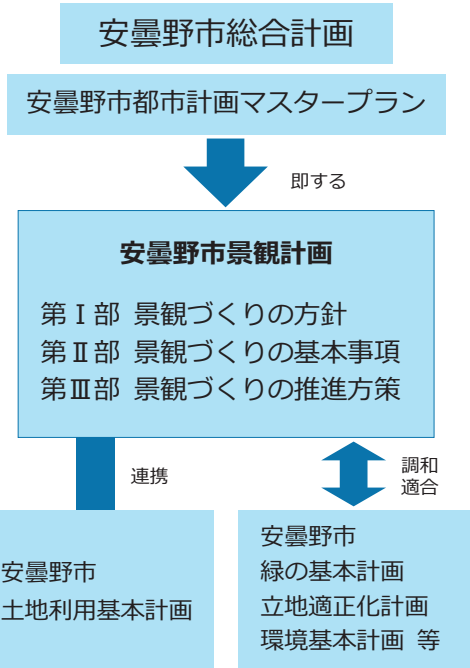 安曇野市総合計画
安曇野市都市計画マスタープラン
即する
安曇野市景観計画
第Ⅰ部 景観づくりの方針
第Ⅱ部 景観づくりの基本事項
第Ⅲ部 景観づくりの推進方策
連携
調和
適合
安曇野市
土地利用基本計画
安曇野市
緑の基本計画
立地適正化計画
環境基本計画 等